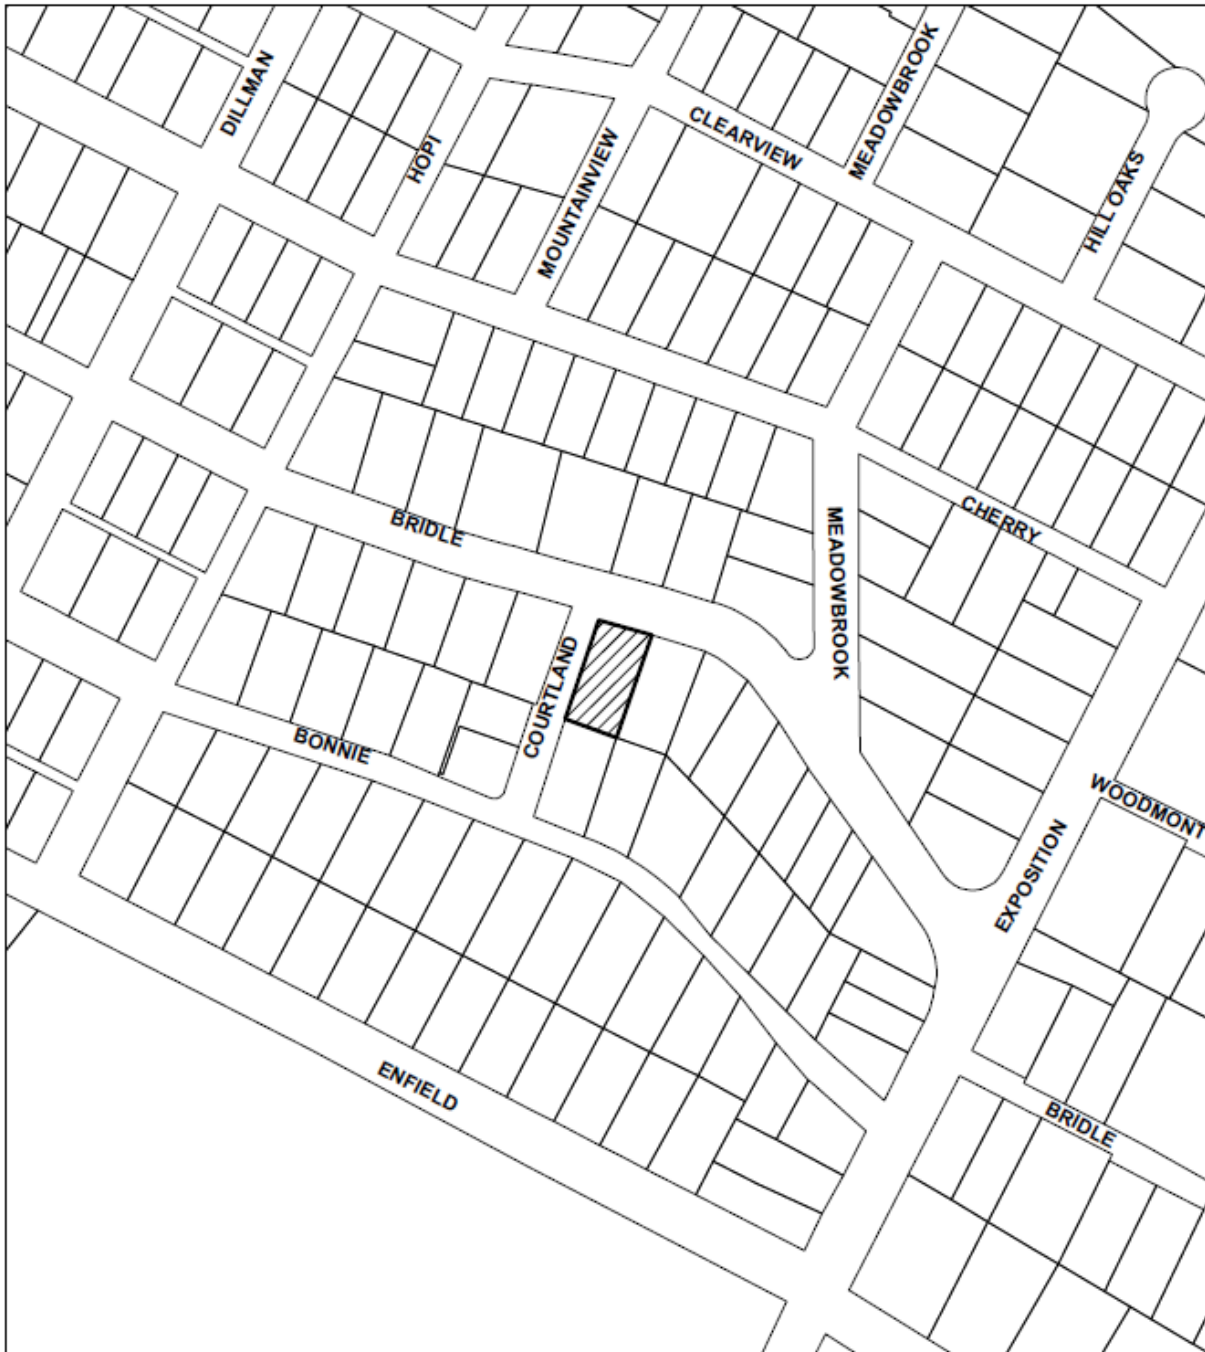 MEADOWBROOK
DILLMAN
CLEARVIEW
HOPI
MOUNTAINVIEW
HILL OAKS
BRIDLE
CHERRY
MEADOWBROOK
COURTLAND
BONNIE
WOODMONT
EXPOSITION
ENFIELD
BRIDLE